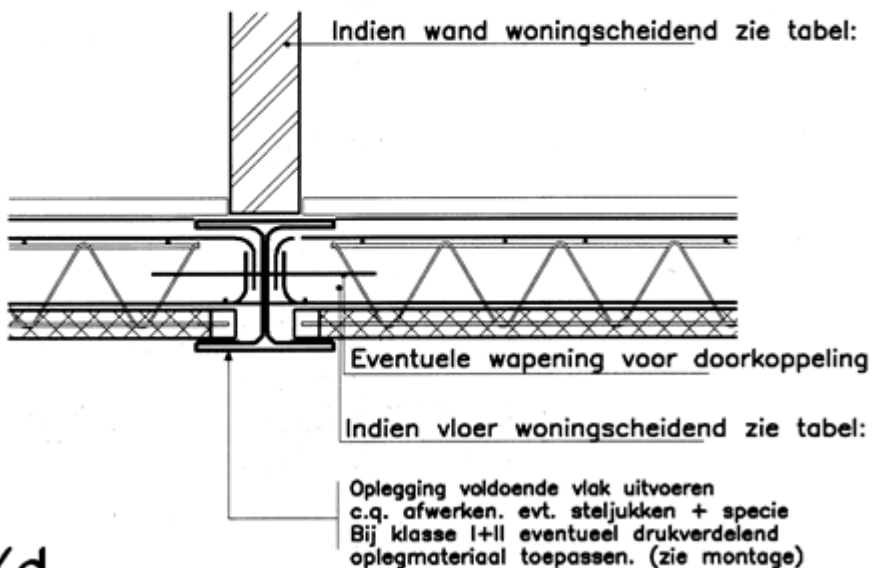 Indien wand woningscheidend zie tabel:
Eventuele wapening voor doorkoppeling
Indien vloer woningscheidend zie tabel:
Oplegging voldoende vlak uitvoeren
c.q. afwerken. evt. steljukken + specie
Bij klasse I+II eventueel drukverdelend
oplegmateriaal toepassen. (zie montage)